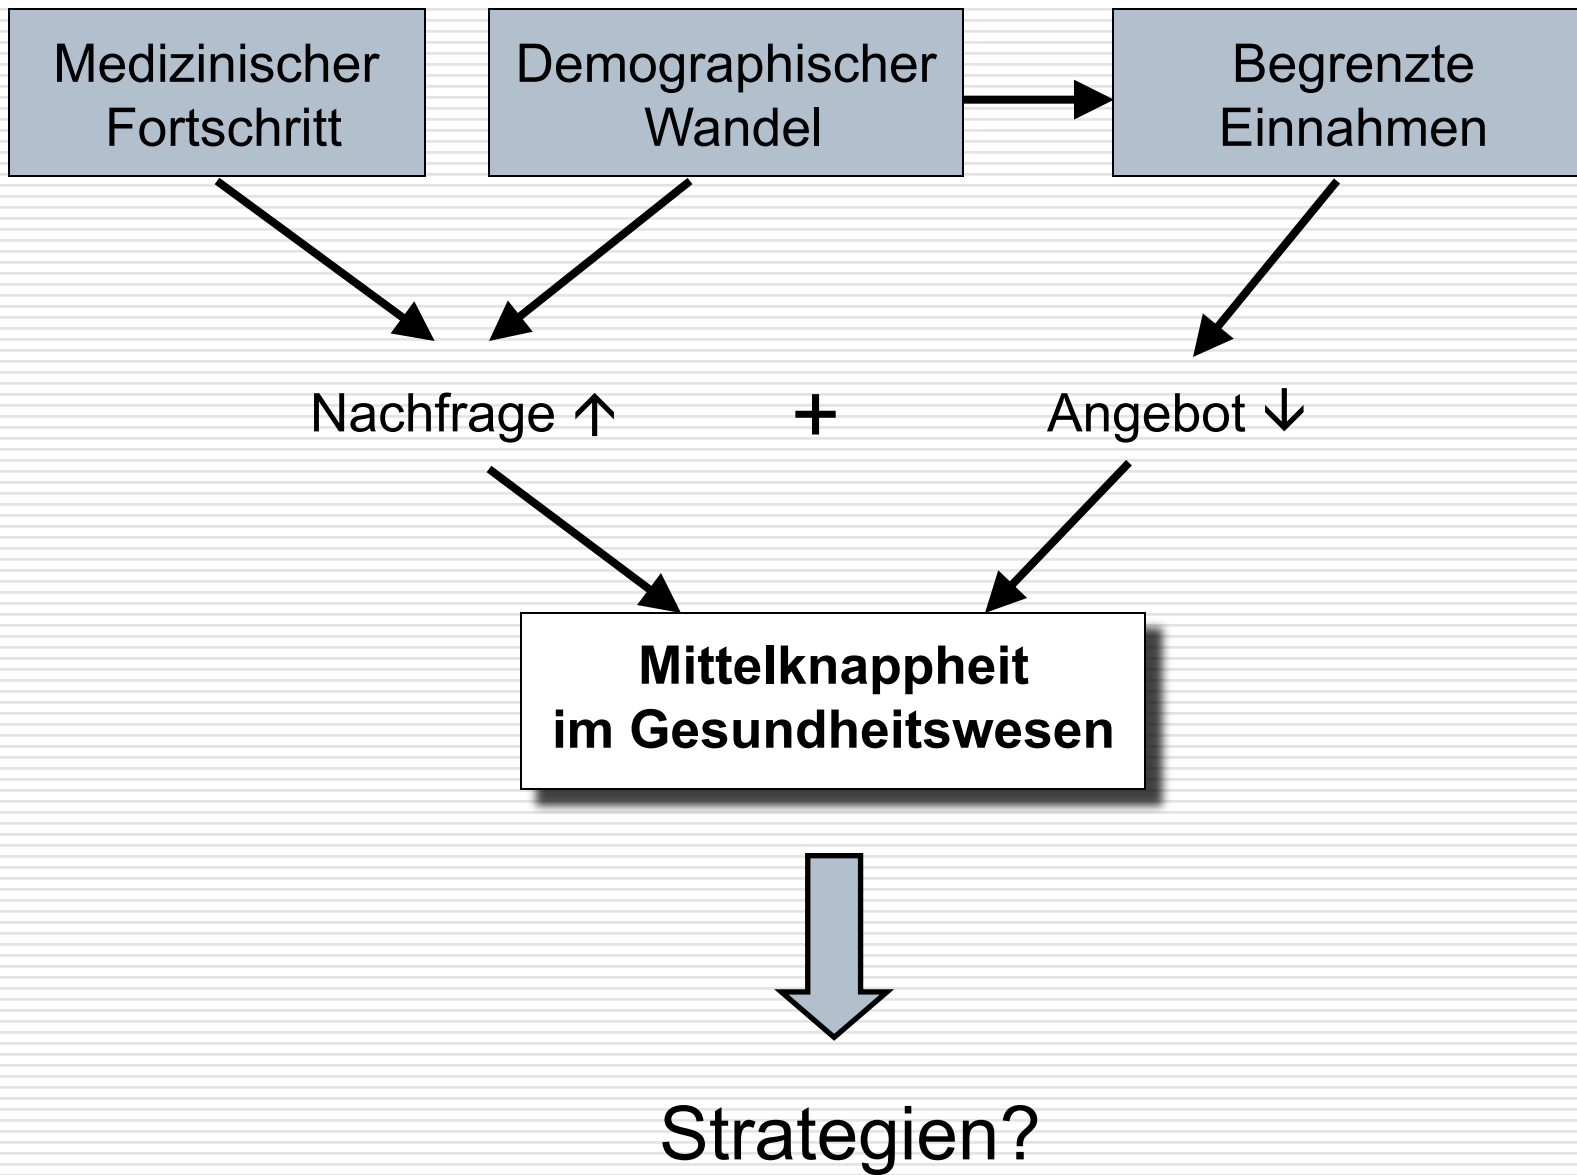 Medizinischer
Fortschritt
Demographischer
Wandel
Begrenzte
Einnahmen
Nachfrage ↑
+
Angebot ↓
Mittelknappheit
im Gesundheitswesen
Strategien?